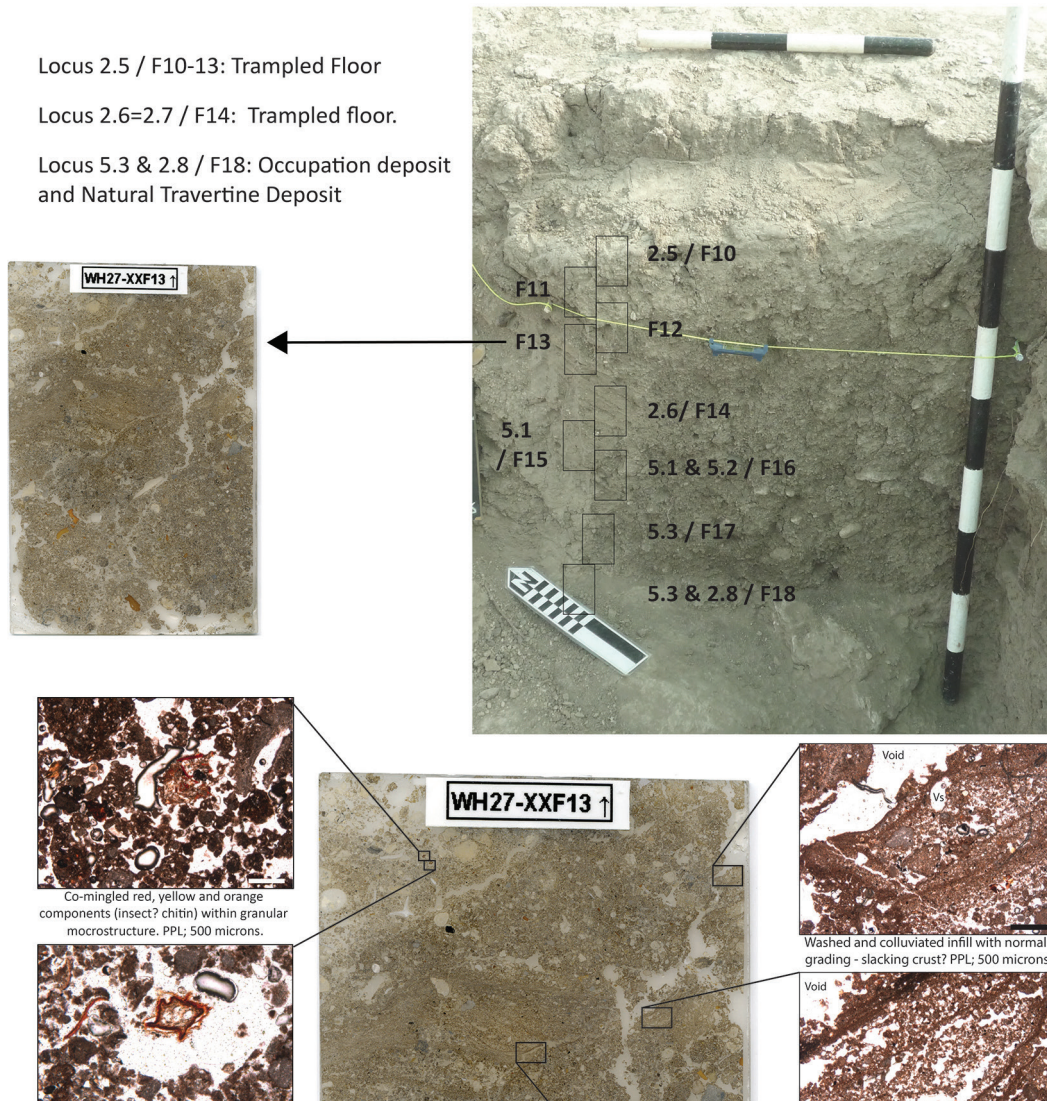 Locus 2.5 / F10-13: Trampled Floor
Locus 2.6=2.7 / F14:  Trampled floor.
Locus 5.3 & 2.8 / F18: Occupation deposit
and Natural Travertine Deposit
WH27-XXF13 ↑
2.5 / F10
F11
F12
F13
2.6/ F14
5.1
/ F15
5.1 & 5.2 / F16
5.3 / F17
5.3 & 2.8 / F18
Co-mingled red, yellow and orange
components (insect? chitin) within granular
mocrostructure. PPL; 500 microns.
WH27-XXF13 ↑
Void
Vs
Washed and colluviated infill with normal
grading - slacking crust? PPL; 500 microns
Void